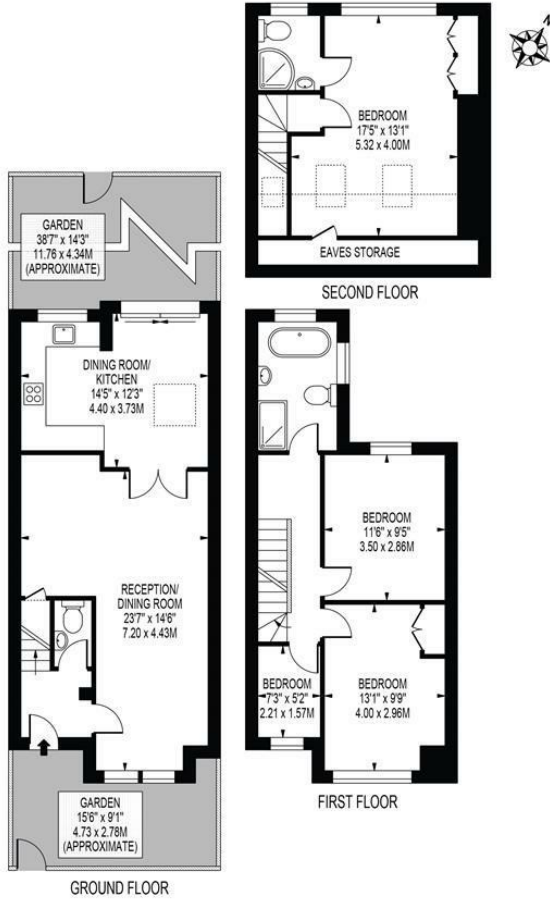 N
BEDROOM
17'5" x 13'1"
5.32 x 4.00M
EAVES STORAGE
SECOND FLOOR
GARDEN
38'7" x 14'3"
11.76 x 4.34M
(APPROXIMATE)
DINING ROOM/
KITCHEN
14'5" x 12'3"
4.40 x 3.73M
RECEPTION/
DINING ROOM
23'7" x 14'6"
7.20 x 4.43M
GARDEN
15'6" x 9'1"
4.73 x 2.78M
(APPROXIMATE)
GROUND FLOOR
BEDROOM
11'6" x 9'5"
3.50 x 2.86M
BEDROOM
7'3" x 5'2"
2.21 x 1.57M
BEDROOM
13'1" x 9'9"
4.00 x 2.96M
FIRST FLOOR